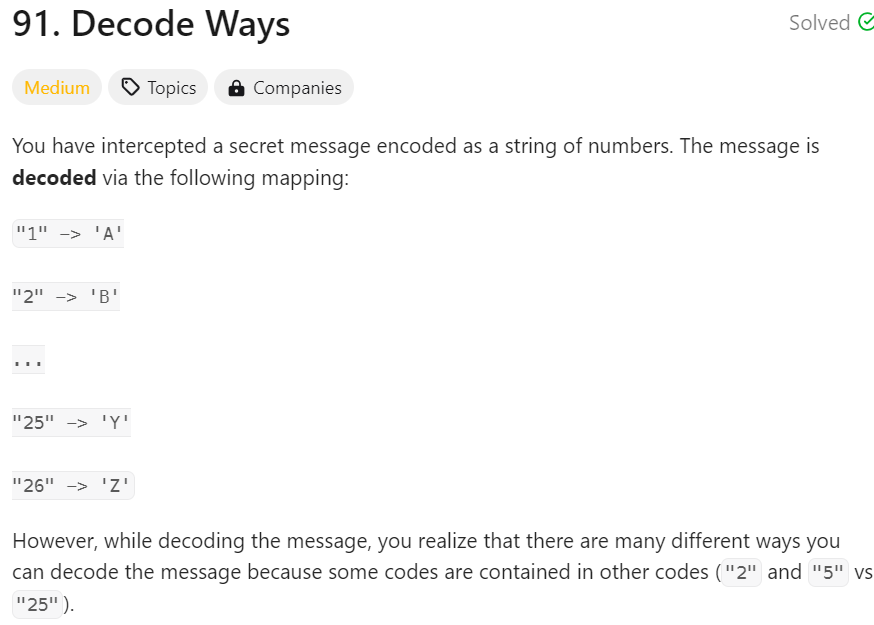 91. Decode Ways
Solved
Medium
Topics
Companies
You have intercepted a secret message encoded as a string of numbers. The message is
decoded via the following mapping:
"1" -> 'A'
"2" -> 'B'
...
"25" -> 'Y'
"26" -> 'Z'
However, while decoding the message, you realize that there are many different ways you
can decode the message because some codes are contained in other codes ("2" and "5" vs
"25").